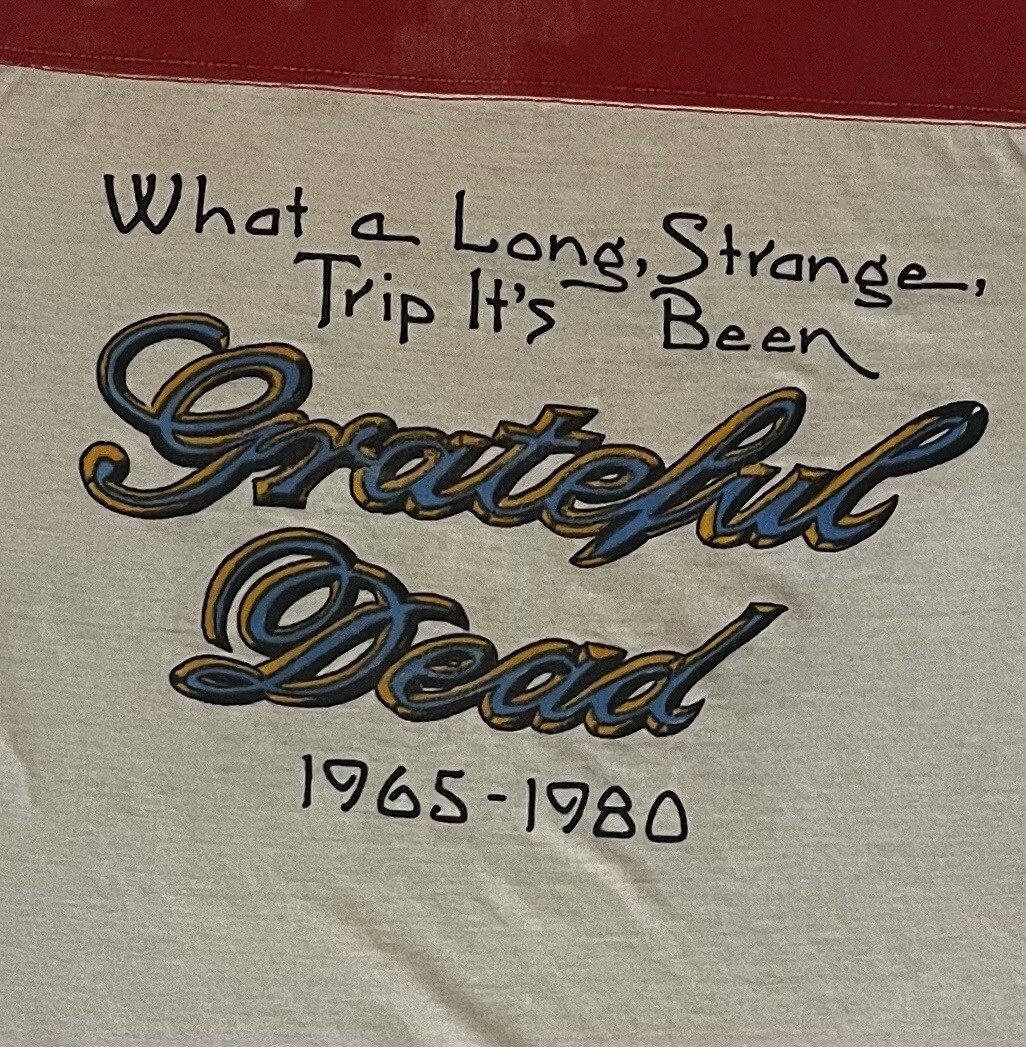 What a Long, Strange,
Trip It's Been
Grateful
Dead
1965-1980